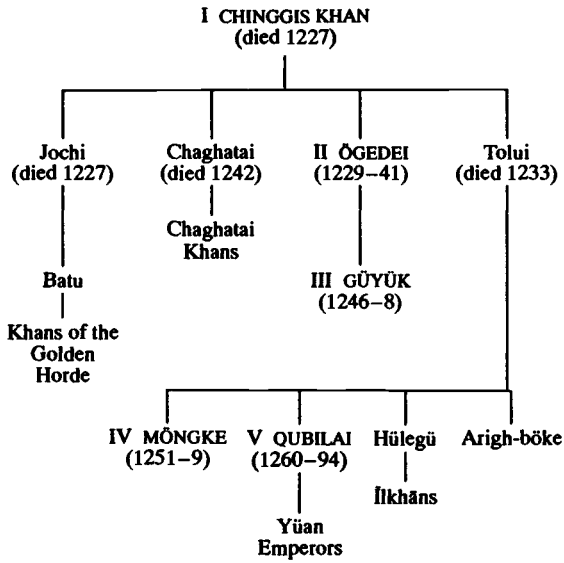 I CHINGGIS KHAN
(died 1227)
Jochi
(died 1227)
Chaghatai
(died 1242)
II ÖGEDEI
(1229–41)
Tolui
(died 1233)
Chaghatai
Khans
Batu
III GÜYÜK
(1246–8)
Khans of the
Golden
Horde
IV MÖNGKE
(1251–9)
V QUBILAI
(1260–94)
Hülegü
Arigh-böke
Īlkhāns
Yüan
Emperors